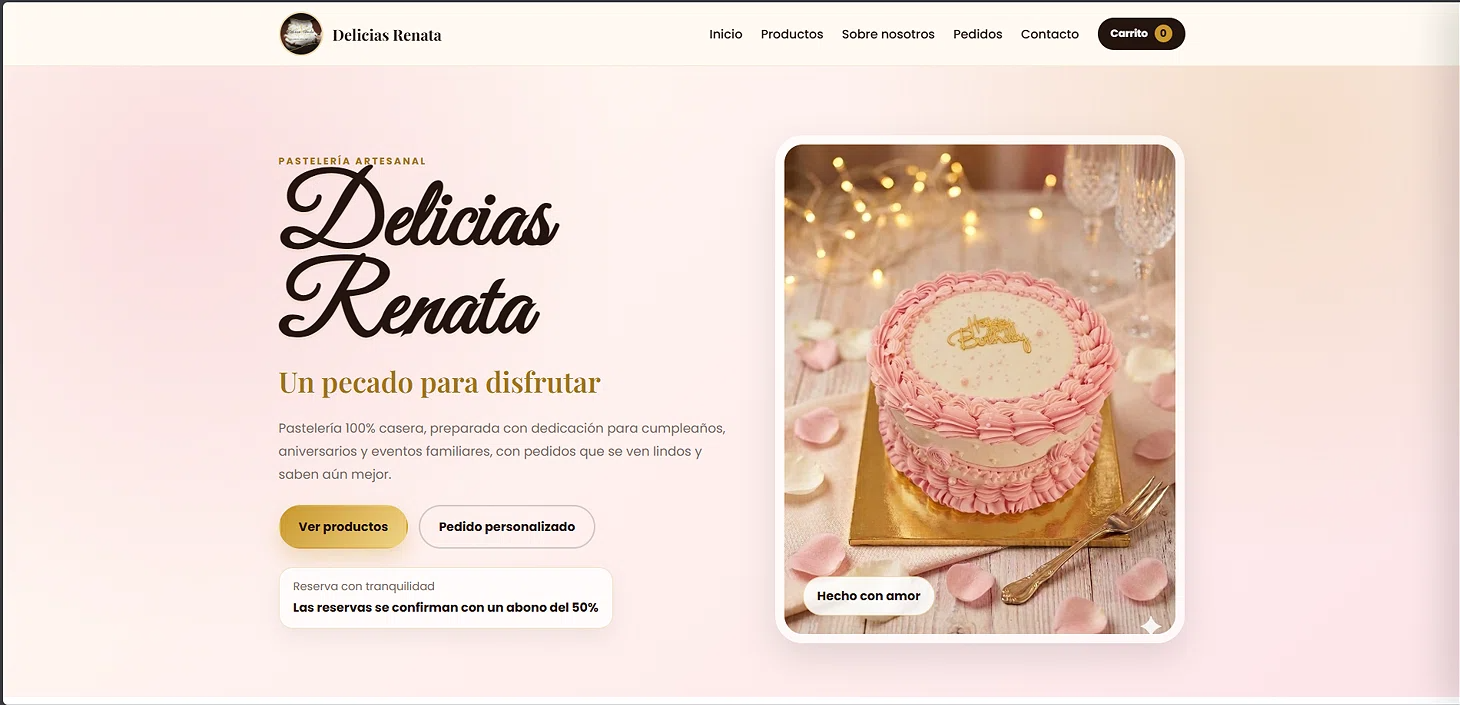 Delicias Renata
Inicio Productos Sobre nosotros Pedidos Contacto Carrito 0
PASTELERÍA ARTESANAL
Delicias
Renata
Un pecado para disfrutar
Pastelería 100% casera, preparada con dedicación para cumpleaños,
aniversarios y eventos familiares, con pedidos que se ven lindos y
saben aún mejor.
Ver productos Pedido personalizado
Reserva con tranquilidad
Las reservas se confirman con un abono del 50%
Happy
Birthday
Hecho con amor